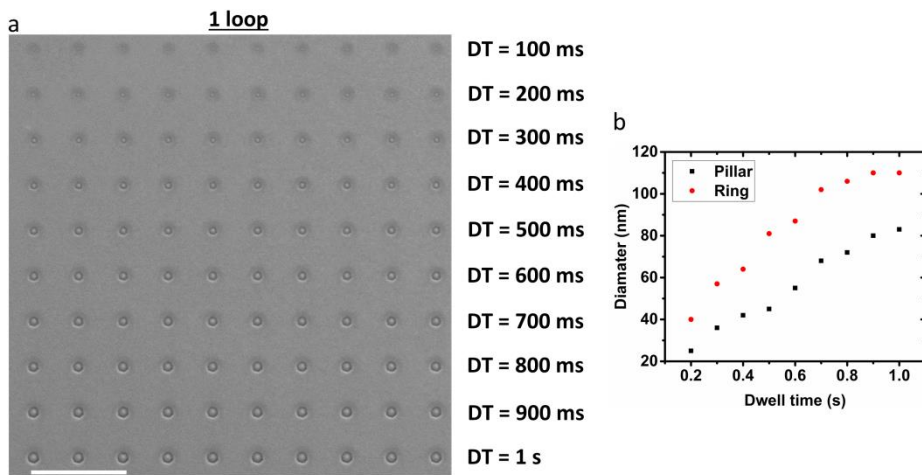 a
1 loop
DT = 100 ms
DT = 200 ms
DT = 300 ms
DT = 400 ms
DT = 500 ms
DT = 600 ms
DT = 700 ms
DT = 800 ms
DT = 900 ms
DT = 1 s
b
120
100
80
60
40
20
Diamater (nm)
Pillar
Ring
0.2
0.4
0.6
0.8
1.0
Dwell time (s)